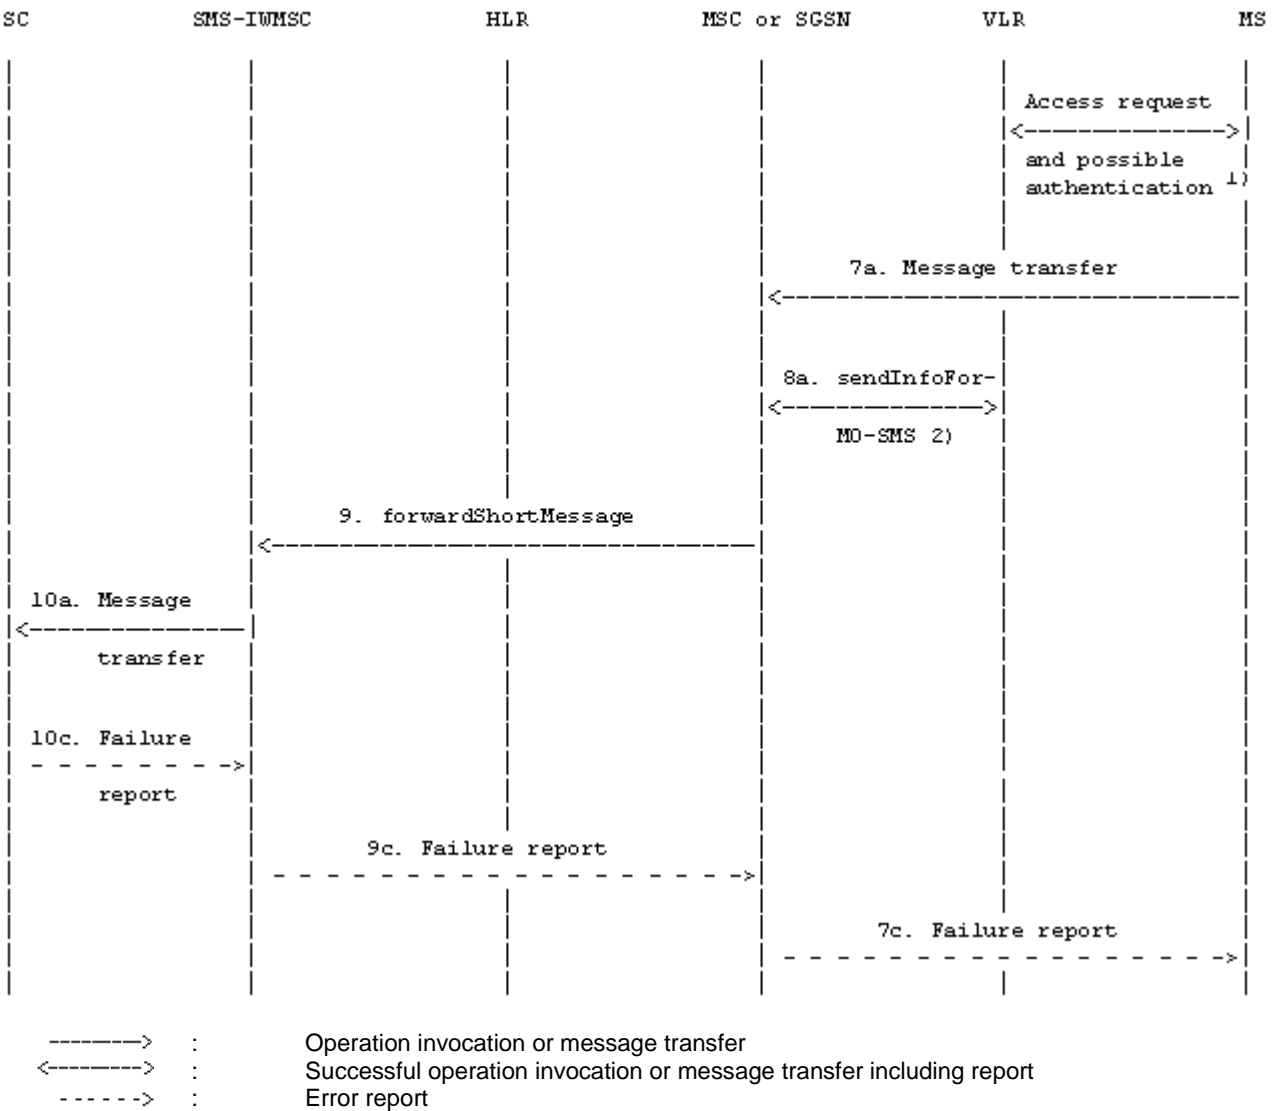 SC SMS-IWMSC HLR MSC or SGSN VLR MS
Access request
and possible
authentication 1)
7a. Message transfer
8a. sendInfoFor-
MO-SMS 2)
9. forwardShortMessage
10a. Message
transfer
10c. Failure
report
9c. Failure report
7c. Failure report
: Operation invocation or message transfer
: Successful operation invocation or message transfer including report
: Error report